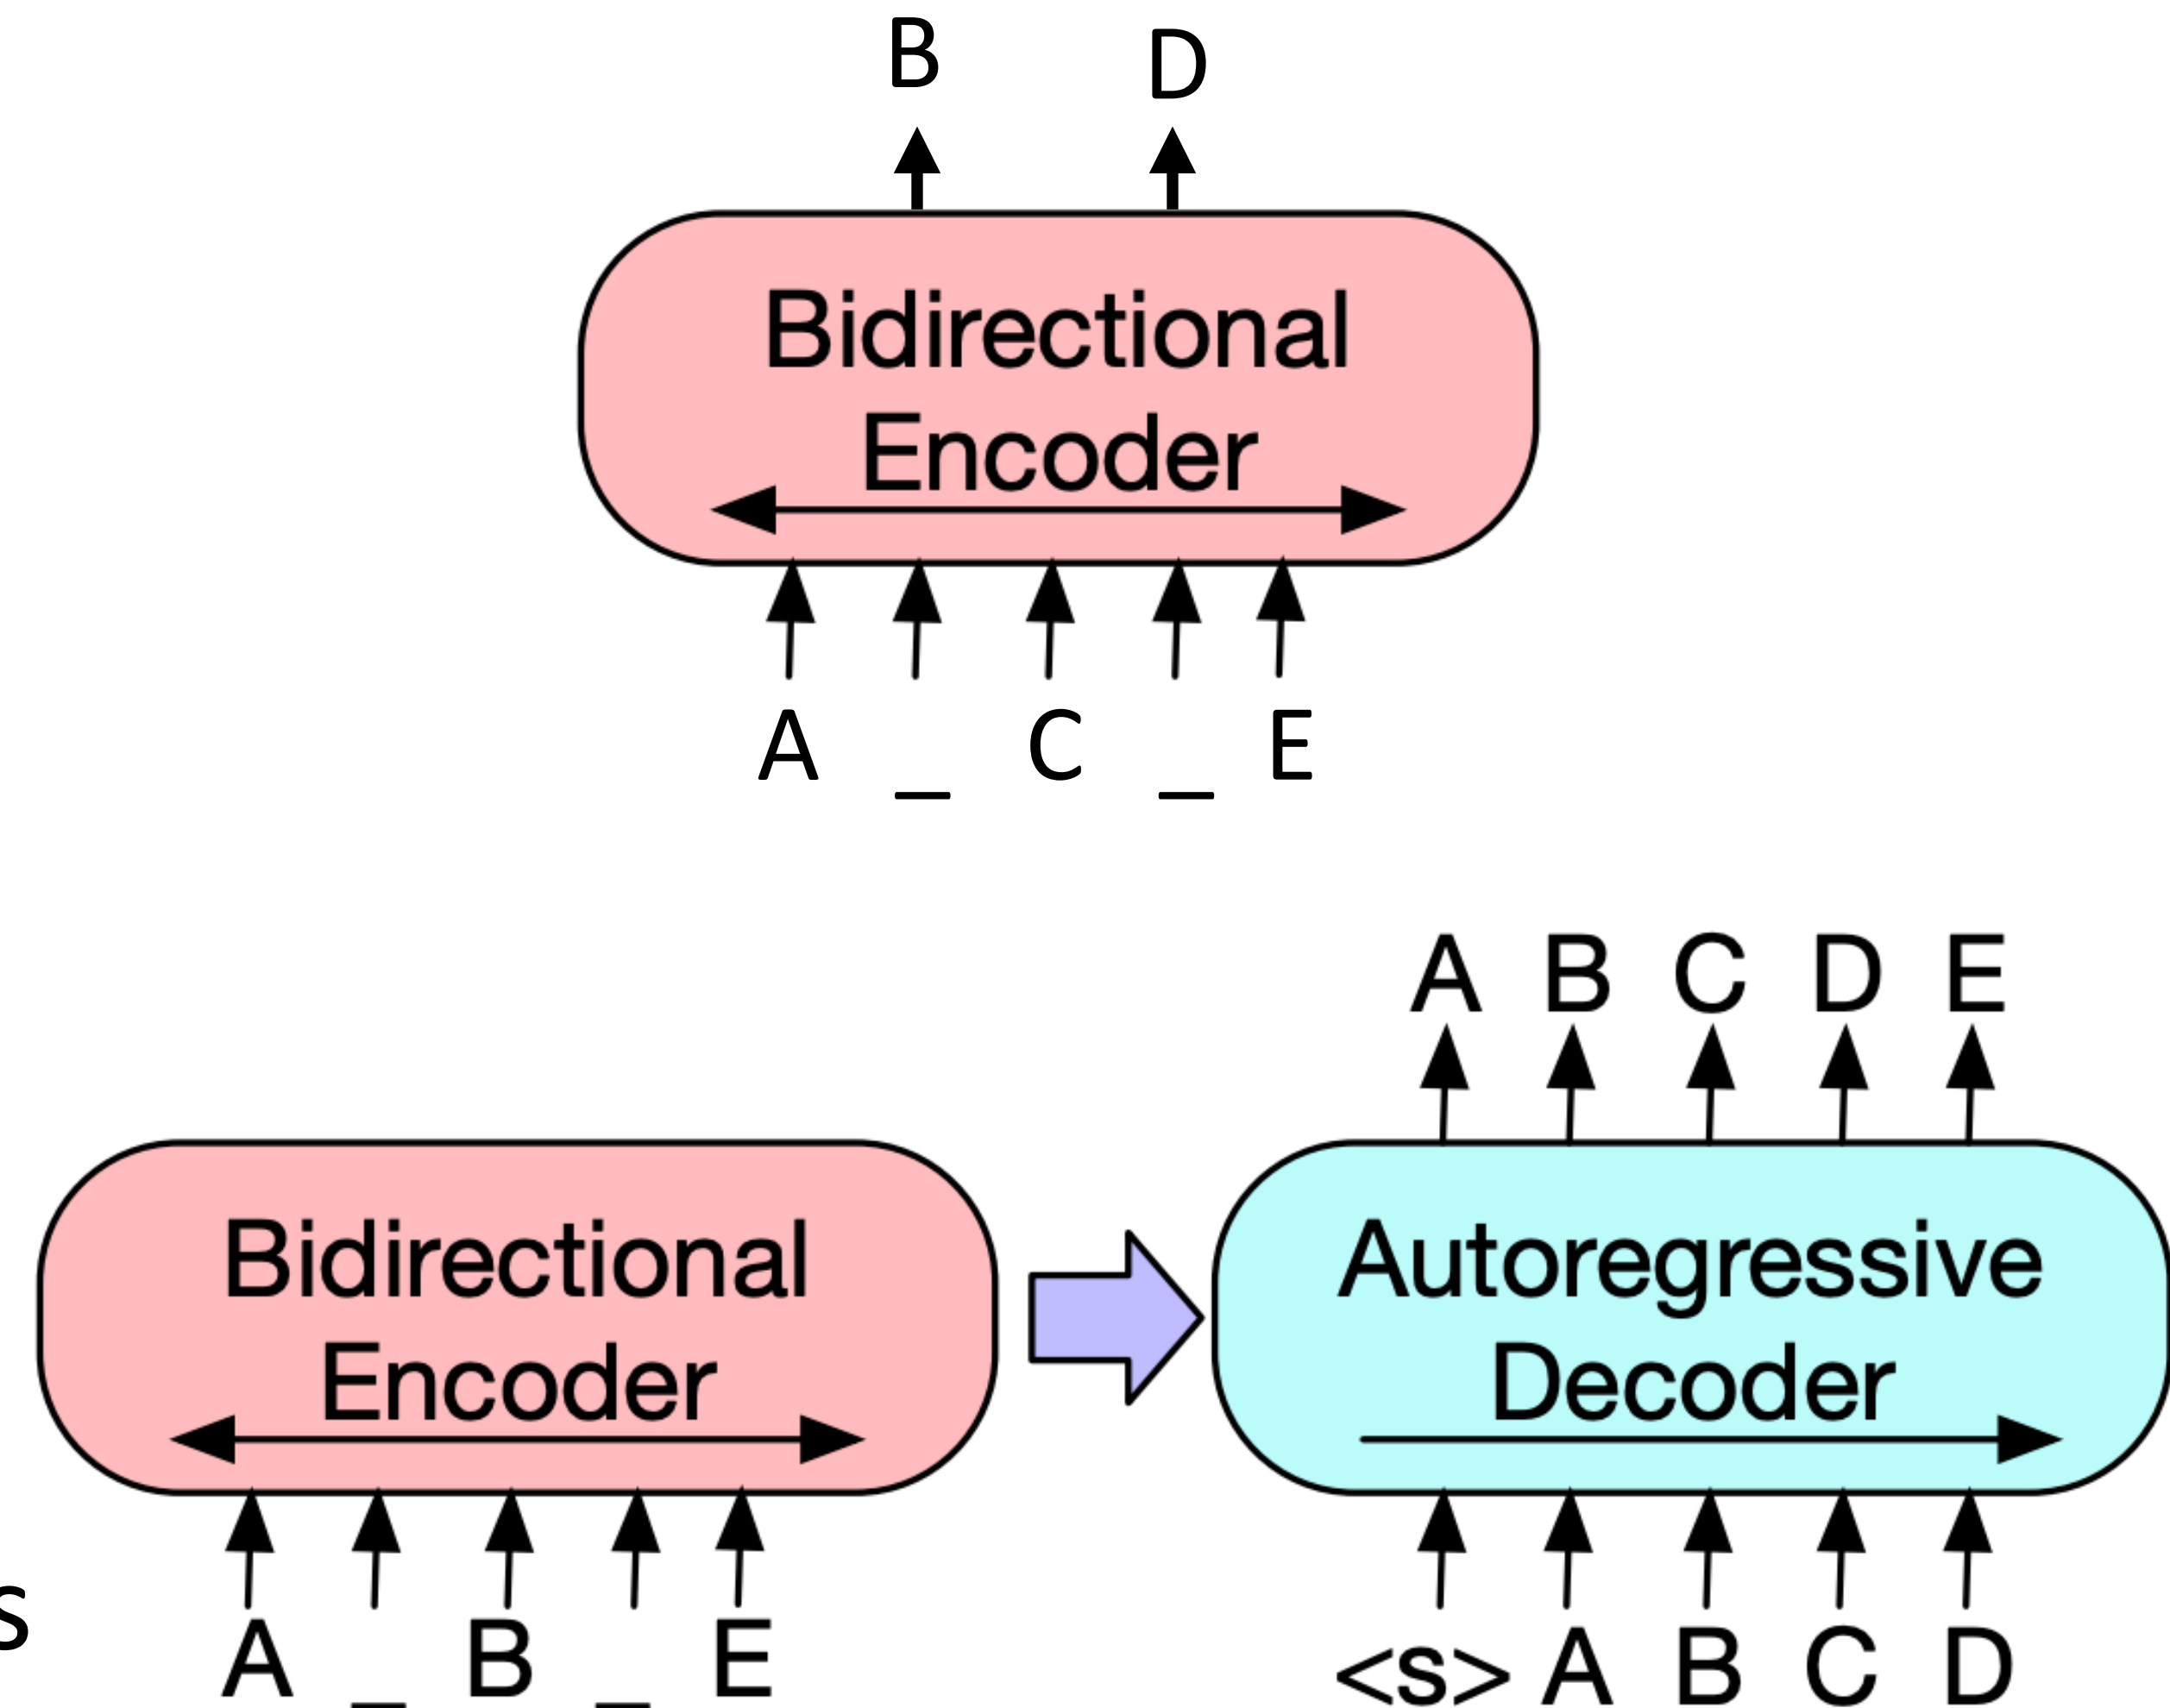 B D
Bidirectional
Encoder
A _ C _ E
A B C D E
Bidirectional
Encoder
Autoregressive
Decoder
s
A _ B _ E
<s> A B C D